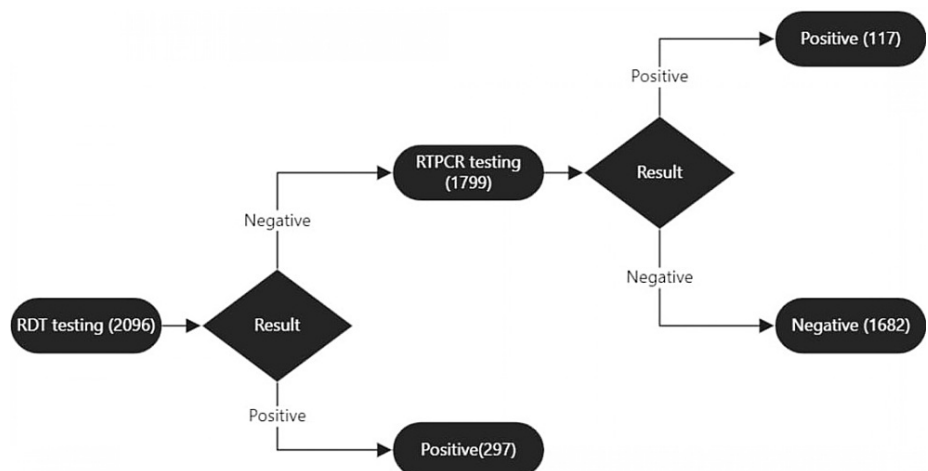 Positive (117)
Positive
RTPCR testing
(1799)
Result
Negative
Negative
RDT testing (2096)
Result
Negative (1682)
Positive
Positive(297)